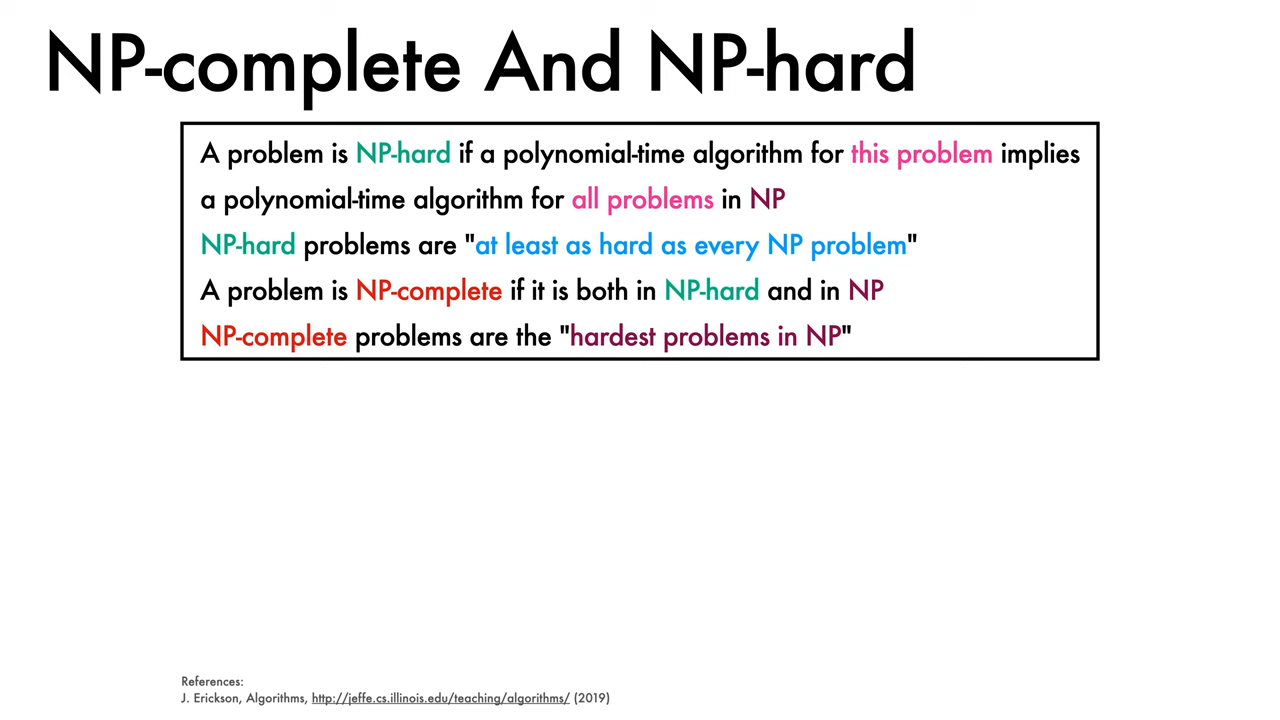 NP-complete And NP-hard
A problem is NP-hard if a polynomial-time algorithm for this problem implies
a polynomial-time algorithm for all problems in NP
NP-hard problems are "at least as hard as every NP problem"
A problem is NP-complete if it is both in NP-hard and in NP
NP-complete problems are the "hardest problems in NP"
References:
J. Erickson, Algorithms, http://jeffe.cs.illinois.edu/teaching/algorithms/ (2019)